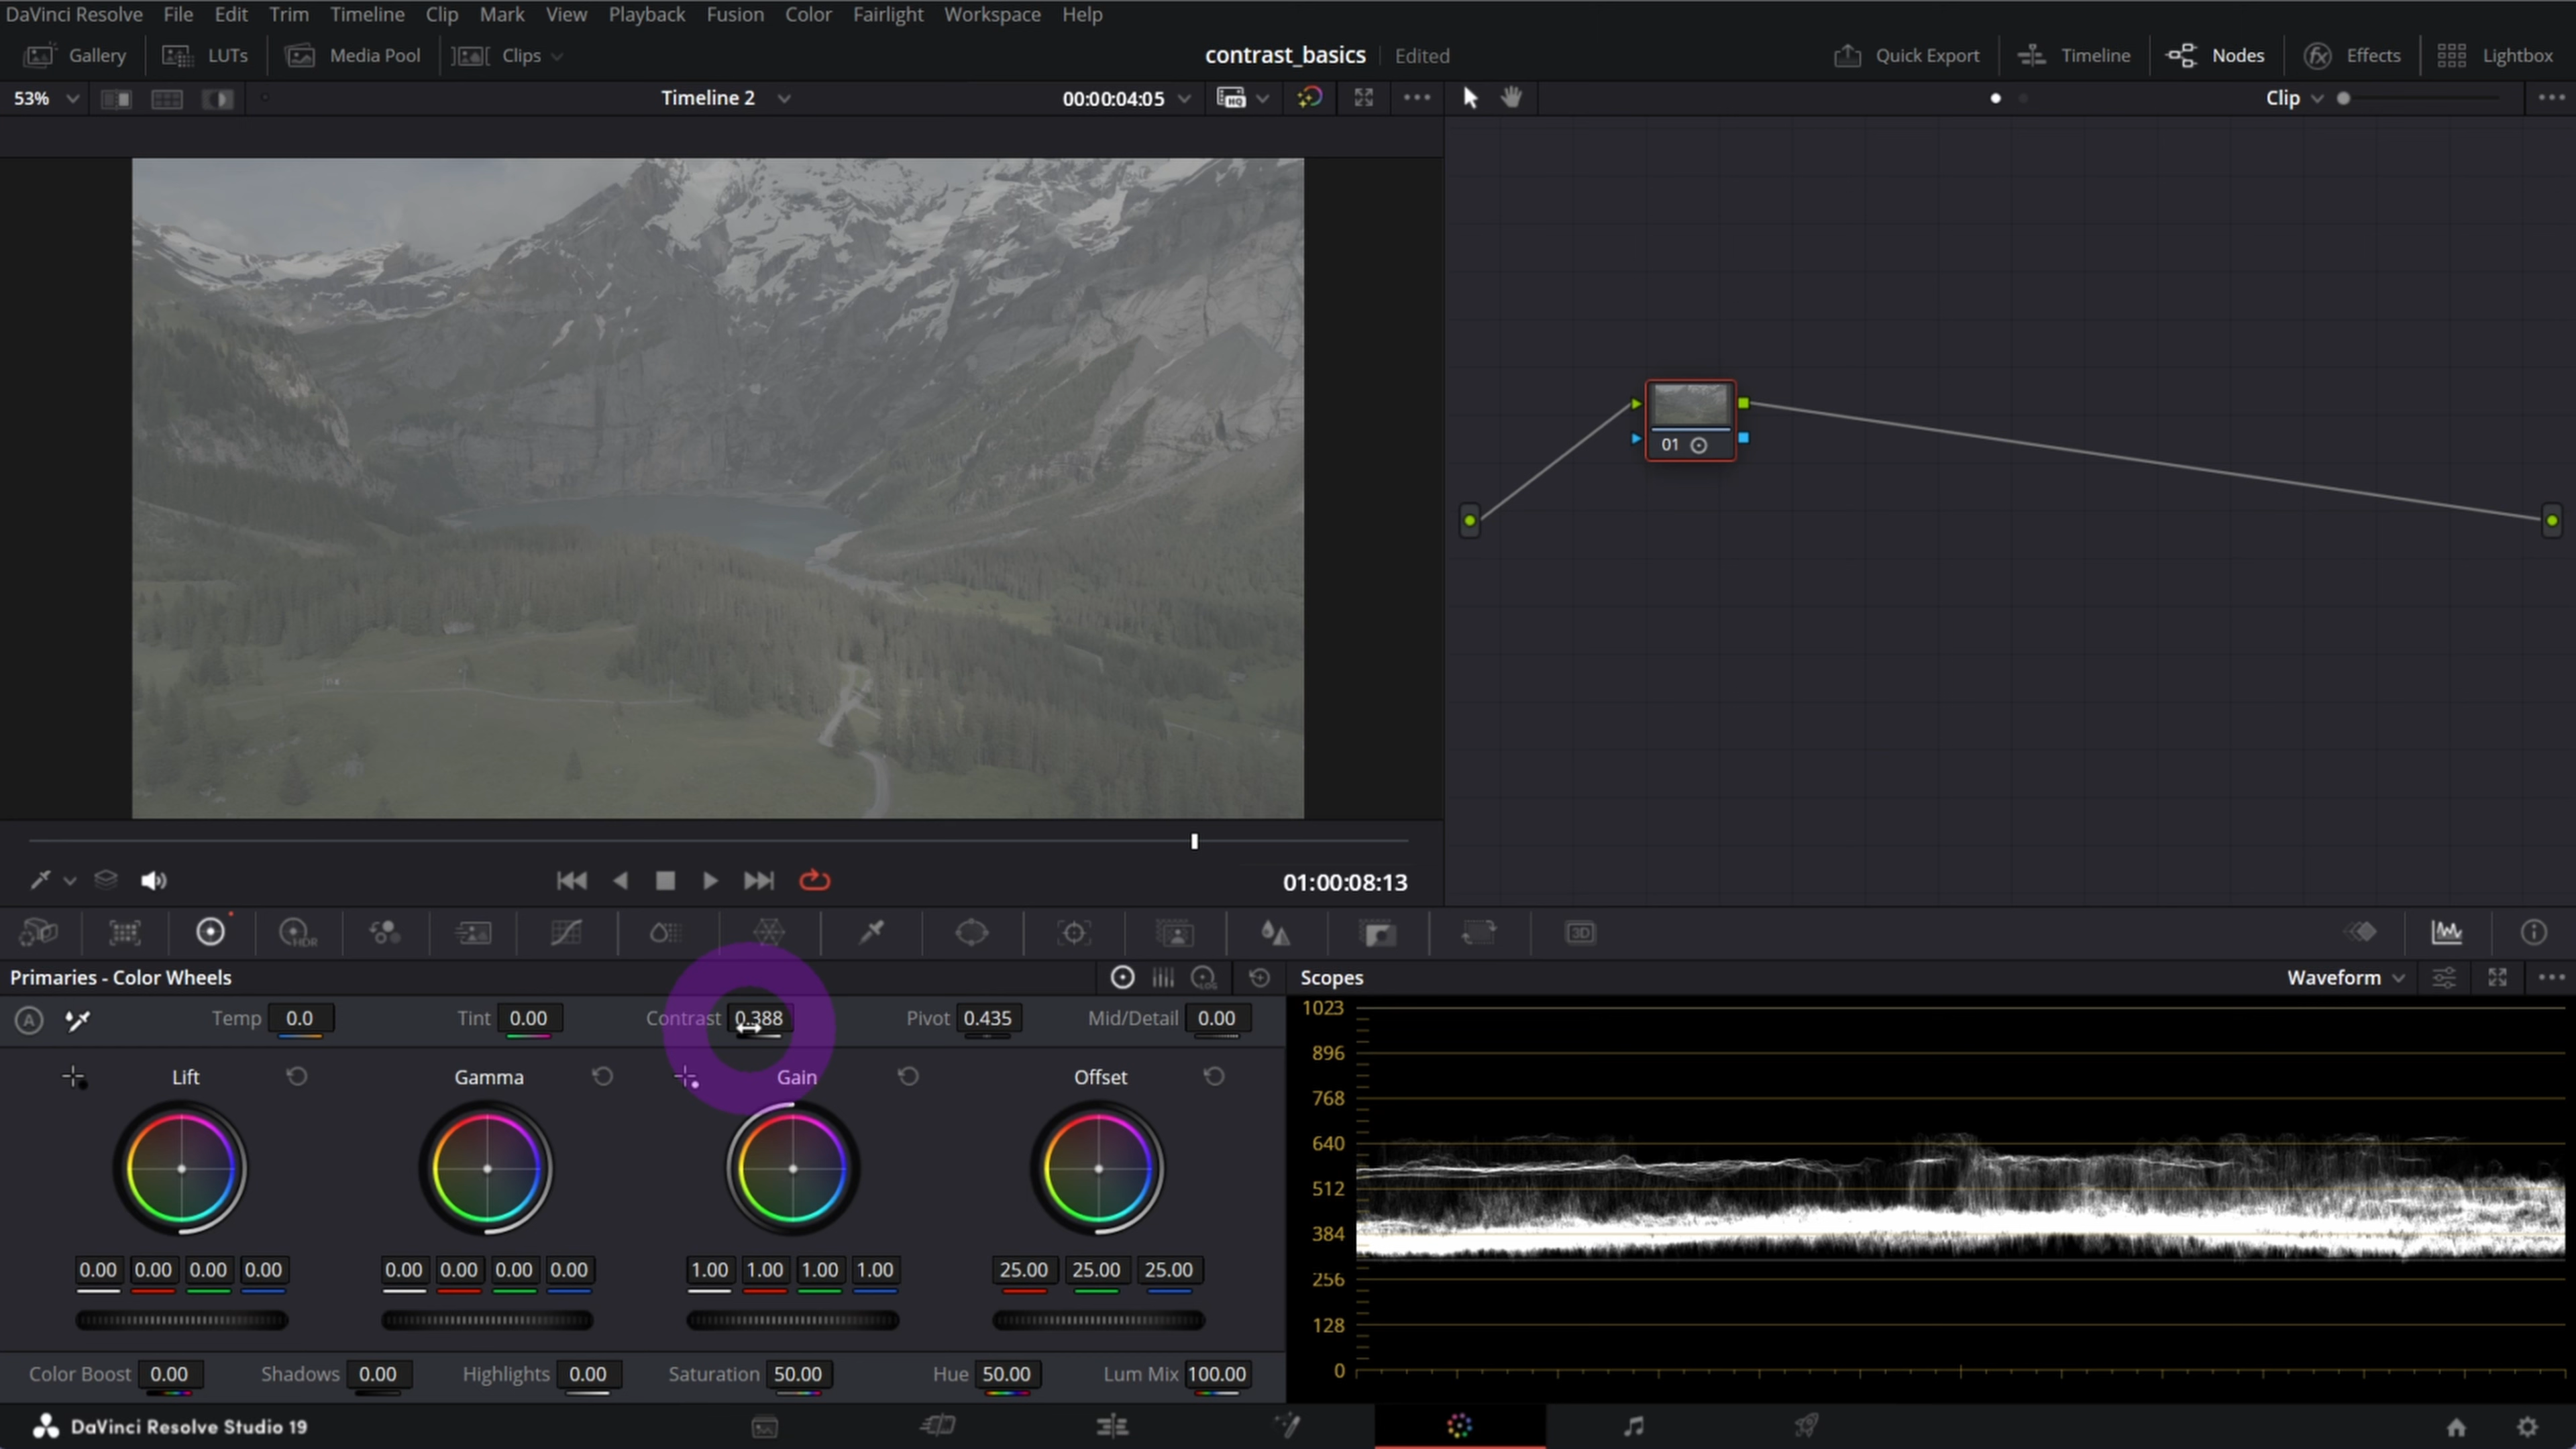 DaVinci Resolve File Edit Trim Timeline Clip Mark View Playback Fusion Color Fairlight Workspace Help
Gallery LUTs Media Pool Clips contrast_basics Edited Quick Export Timeline Nodes Effects Lightbox
53% Timeline 2 00:00:04:05 HQ Clip
01
01:00:08:13
HDR 3D
Primaries - Color Wheels LOG Scopes Waveform
A Temp 0.0 Tint 0.00 Contrast 0.388 Pivot 0.435 Mid/Detail 0.00
Lift Gamma Gain Offset
0.00 0.00 0.00 0.00 0.00 0.00 0.00 0.00 1.00 1.00 1.00 1.00 25.00 25.00 25.00
Color Boost 0.00 Shadows 0.00 Highlights 0.00 Saturation 50.00 Hue 50.00 Lum Mix 100.00
1023
896
768
640
512
384
256
128
0
DaVinci Resolve Studio 19